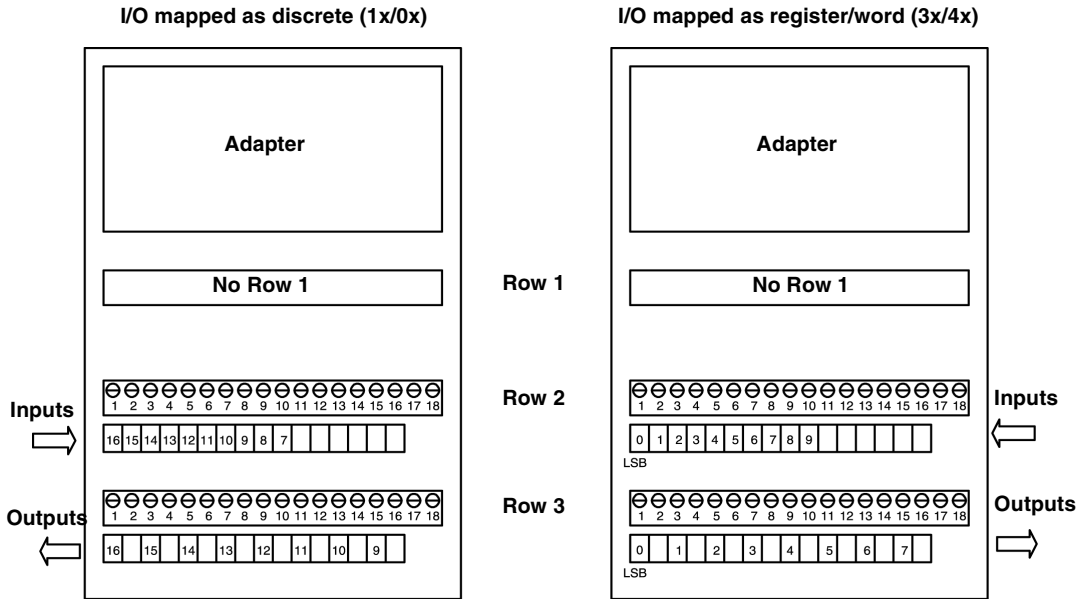 I/O mapped as discrete (1x/0x)
I/O mapped as register/word (3x/4x)
Adapter
Adapter
No Row 1
Row 1
No Row 1
Row 2
Inputs
1 2 3 4 5 6 7 8 9 10 11 12 13 14 15 16 17 18
16 15 14 13 12 11 10 9 8 7
1 2 3 4 5 6 7 8 9 10 11 12 13 14 15 16 17 18
0 1 2 3 4 5 6 7 8 9
LSB
Inputs
Row 3
Outputs
1 2 3 4 5 6 7 8 9 10 11 12 13 14 15 16 17 18
16 15 14 13 12 11 10 9
1 2 3 4 5 6 7 8 9 10 11 12 13 14 15 16 17 18
0 1 2 3 4 5 6 7
LSB
Outputs